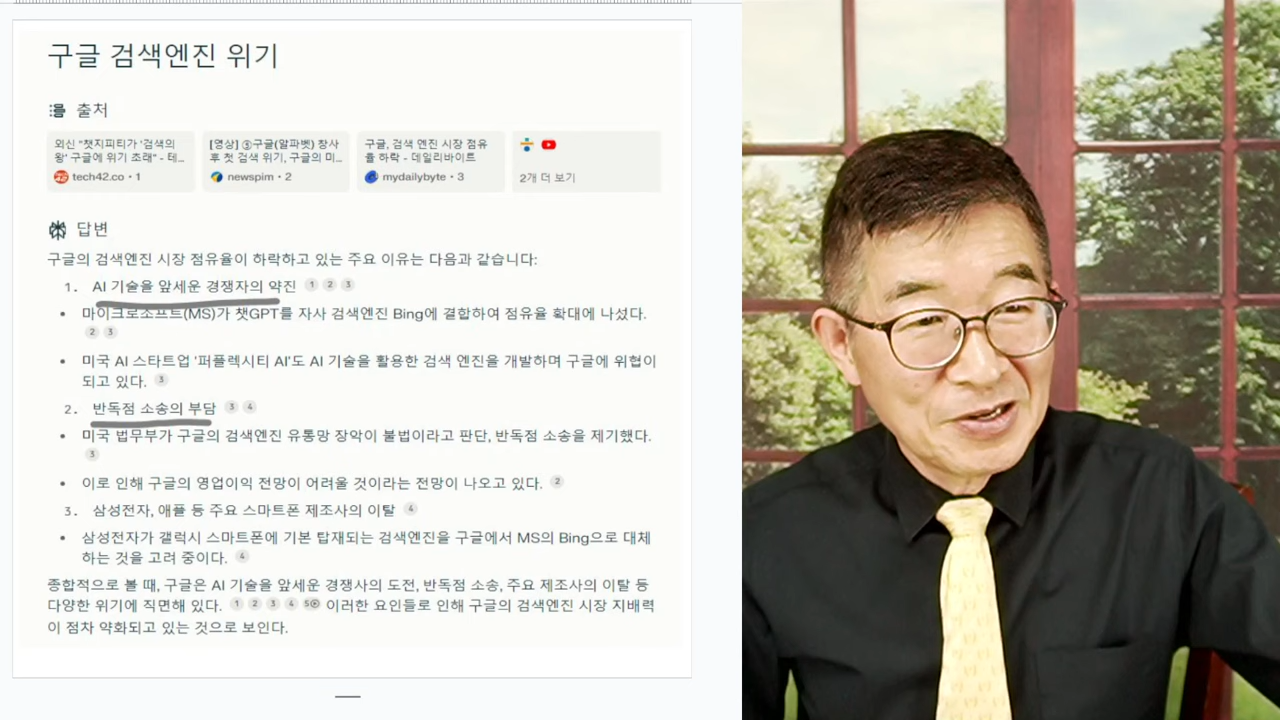 구글 검색엔진 위기
출처
외신 "챗지피티가 '검색의
왕' 구글에 위기 초래" - 테...
tech42.co · 1
[영상] ⑤구글(알파벳) 창사
후 첫 검색 위기, 구글의 미...
newspim · 2
구글, 검색 엔진 시장 점유
율 하락 - 데일리바이트
mydailybyte · 3
2개 더 보기
답변
구글의 검색엔진 시장 점유율이 하락하고 있는 주요 이유는 다음과 같습니다:
1. AI 기술을 앞세운 경쟁자의 약진 1 2 3
• 마이크로소프트(MS)가 챗GPT를 자사 검색엔진 Bing에 결합하여 점유율 확대에 나섰다.
2 3
• 미국 AI 스타트업 '퍼플렉시티 AI'도 AI 기술을 활용한 검색 엔진을 개발하며 구글에 위협이
되고 있다. 3
2. 반독점 소송의 부담 3 4
• 미국 법무부가 구글의 검색엔진 유통망 장악이 불법이라고 판단, 반독점 소송을 제기했다.
3
• 이로 인해 구글의 영업이익 전망이 어려울 것이라는 전망이 나오고 있다. 2
3. 삼성전자, 애플 등 주요 스마트폰 제조사의 이탈 4
• 삼성전자가 갤럭시 스마트폰에 기본 탑재되는 검색엔진을 구글에서 MS의 Bing으로 대체
하는 것을 고려 중이다. 4
종합적으로 볼 때, 구글은 AI 기술을 앞세운 경쟁사의 도전, 반독점 소송, 주요 제조사의 이탈 등
다양한 위기에 직면해 있다. 1 2 3 4 5 이러한 요인들로 인해 구글의 검색엔진 시장 지배력
이 점차 약화되고 있는 것으로 보인다.